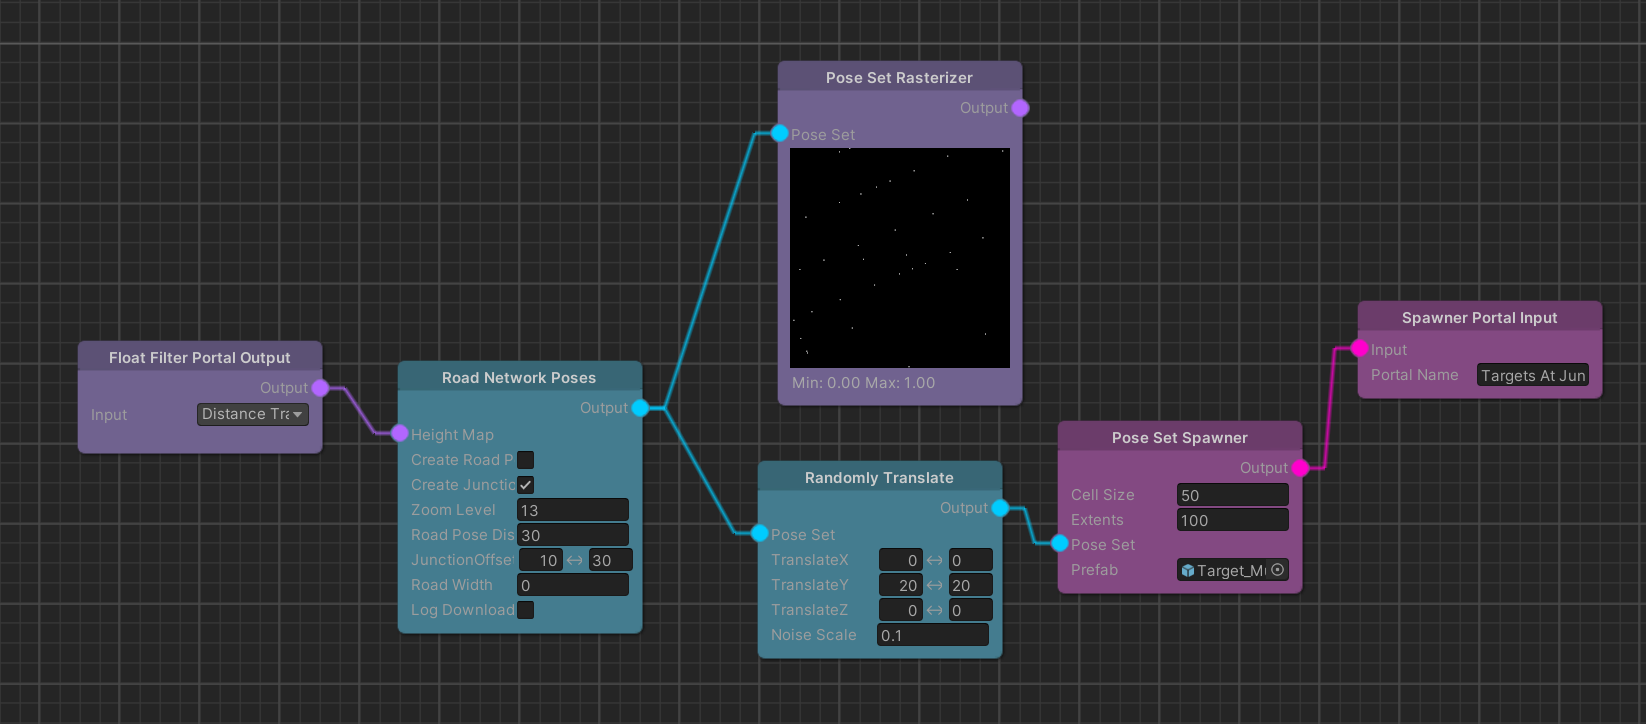 Float Filter Portal Output
Output
Input Distance Tra
Road Network Poses
Output
Height Map
Create Road P
Create Junctic
Zoom Level 13
Road Pose Dis 30
JunctionOffse 10 ↔ 30
Road Width 0
Log Download
Pose Set Rasterizer
Output
Pose Set
Min: 0.00 Max: 1.00
Randomly Translate
Output
Pose Set
TranslateX 0 ↔ 0
TranslateY 20 ↔ 20
TranslateZ 0 ↔ 0
Noise Scale 0.1
Pose Set Spawner
Output
Cell Size 50
Extents 100
Pose Set
Prefab Target_M
Spawner Portal Input
Input
Portal Name Targets At Jun